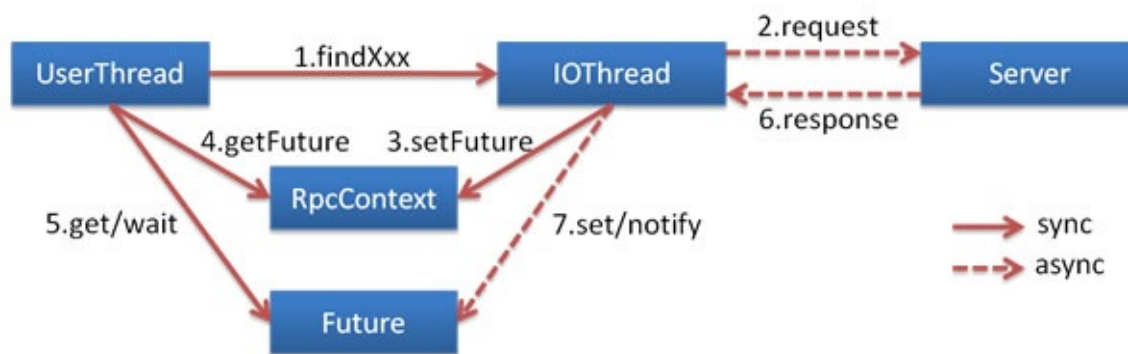 2.request
1.findXxx
UserThread
IOThread
Server
6.response
4.getFuture
3.setFuture
RpcContext
5.get/wait
7.set/notify
sync
async
Future